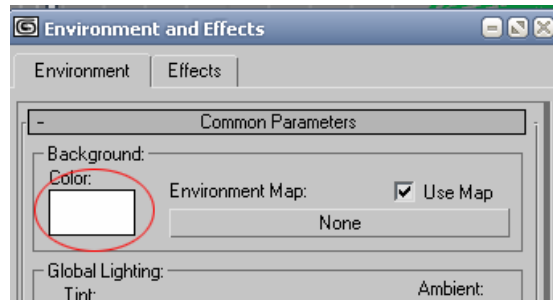 Environment and Effects
Environment Effects
- Common Parameters
Background:
Color:
Environment Map: Use Map
None
Global Lighting:
Tint: Ambient: